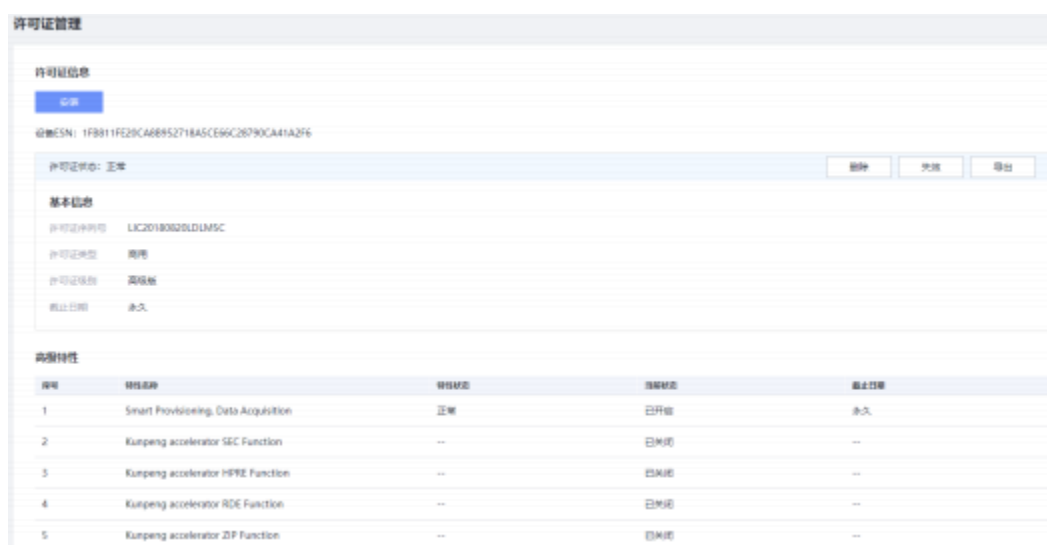 许可证管理
许可证信息
安装
设备ESN: 1FB811FE20CA6BB952718A5CE66C28790CA41A2F6
许可证状态: 正常 删除 失效 导出
基本信息
许可证序列号 LIC20180820LDLM5C
许可证类型 商用
许可证级别 高级版
截止日期 永久
高级特性
序号 特性名称 特性状态 当前状态 截止日期
1 Smart Provisioning, Data Acquisition 正常 已开启 永久
2 Kunpeng accelerator SEC Function -- 已关闭 --
3 Kunpeng accelerator HPRE Function -- 已关闭 --
4 Kunpeng accelerator RDE Function -- 已关闭 --
5 Kunpeng accelerator ZIP Function -- 已关闭 --